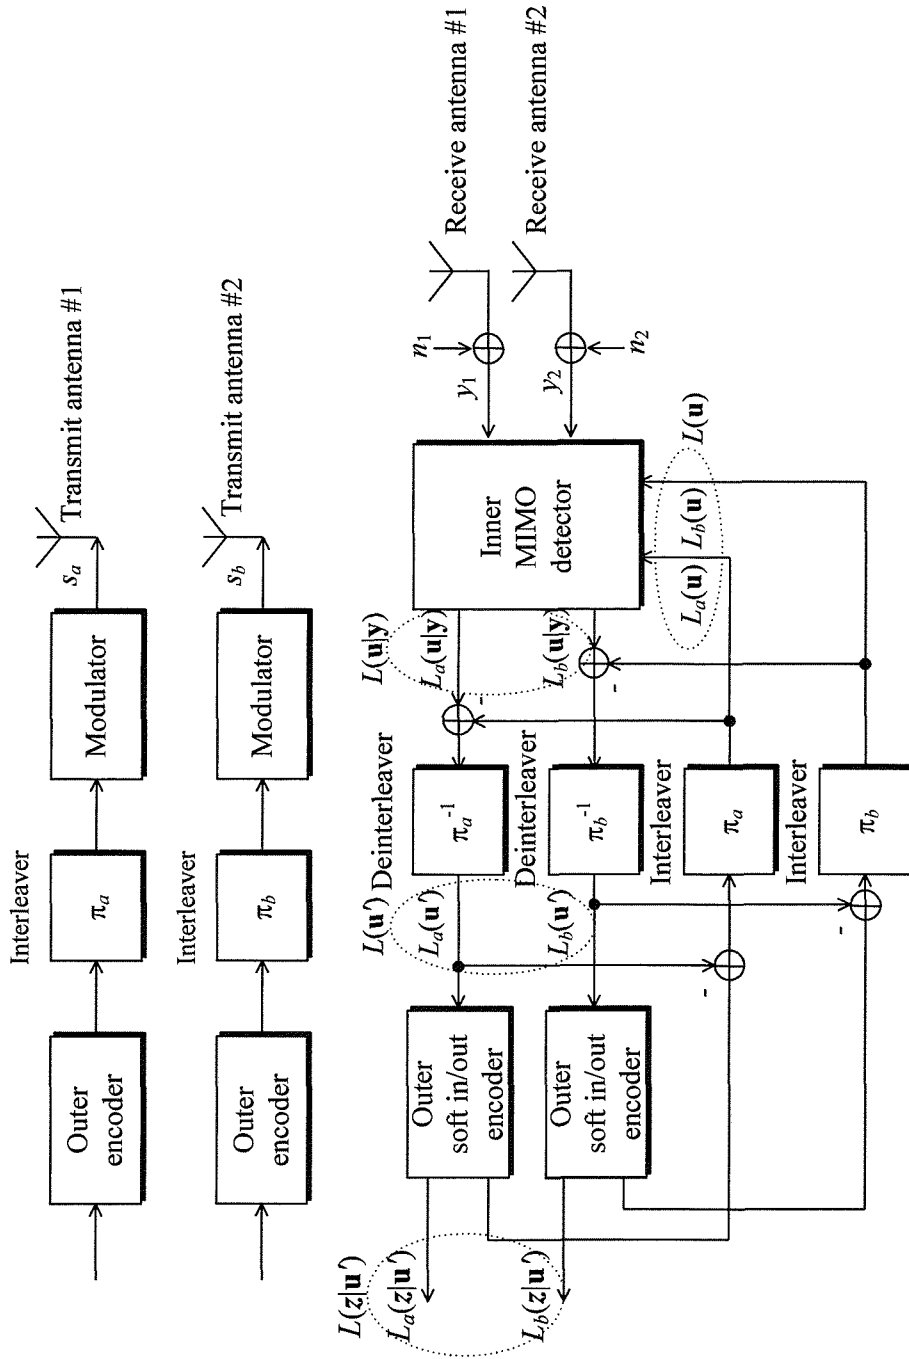 Transmit antenna #1
s_a
Modulator
Interleaver
π_a
Outer
encoder
Transmit antenna #2
s_b
Modulator
Interleaver
π_b
Outer
encoder
Receive antenna #1
Receive antenna #2
n_1
y_1
y_2
n_2
Inner
MIMO
detector
L(u|y)
L_a(u|y)
L_b(u|y)
L_a(u) L_b(u) L(u)
-
-
Deinterleaver
π_a^{-1}
Deinterleaver
π_b^{-1}
Interleaver
π_a
Interleaver
π_b
L(u')
L_a(u')
L_b(u')
-
-
Outer
soft in/out
encoder
Outer
soft in/out
encoder
L(z|u')
L_a(z|u')
L_b(z|u')